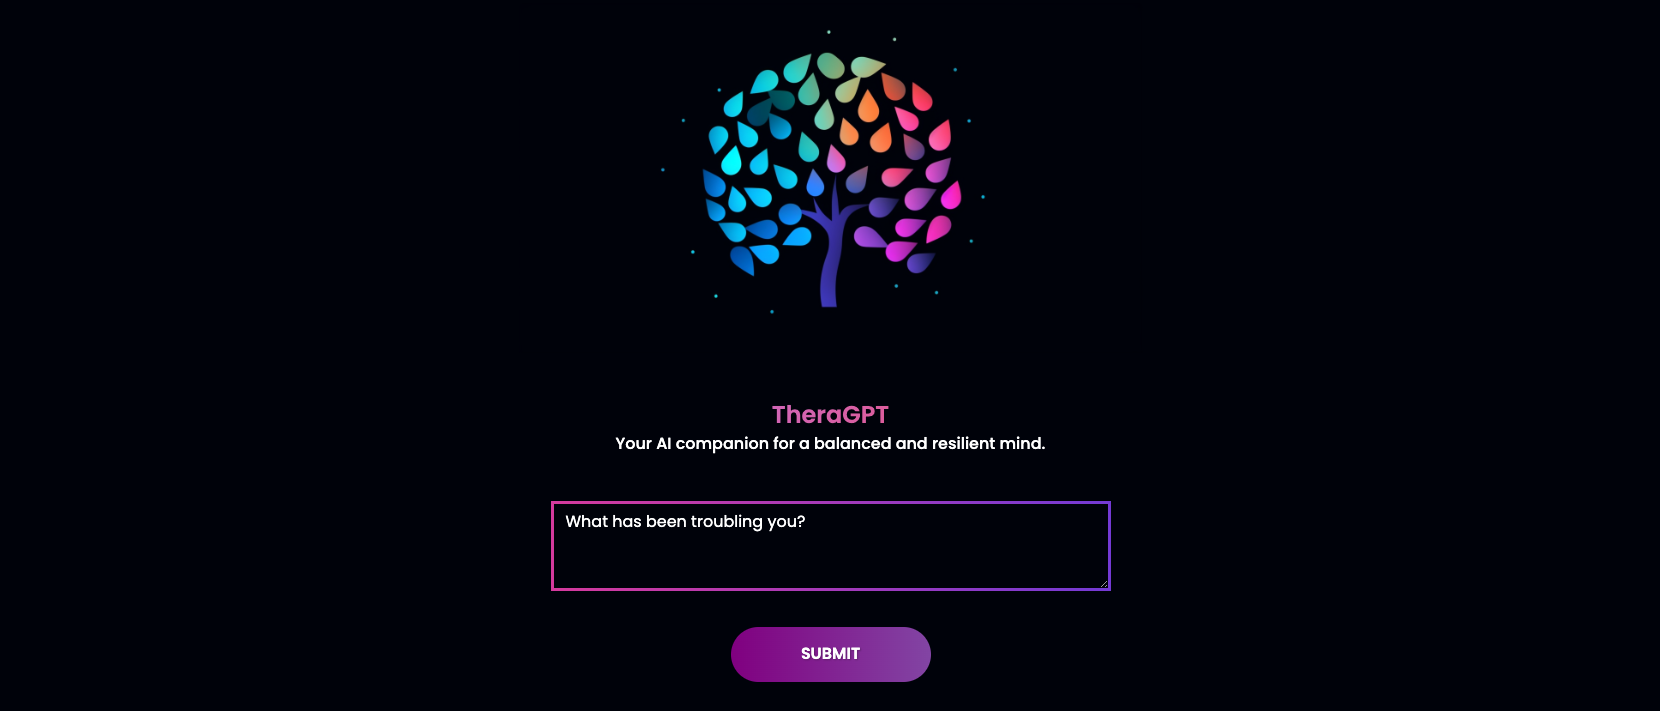 TheraGPT
Your AI companion for a balanced and resilient mind.
What has been troubling you?
SUBMIT